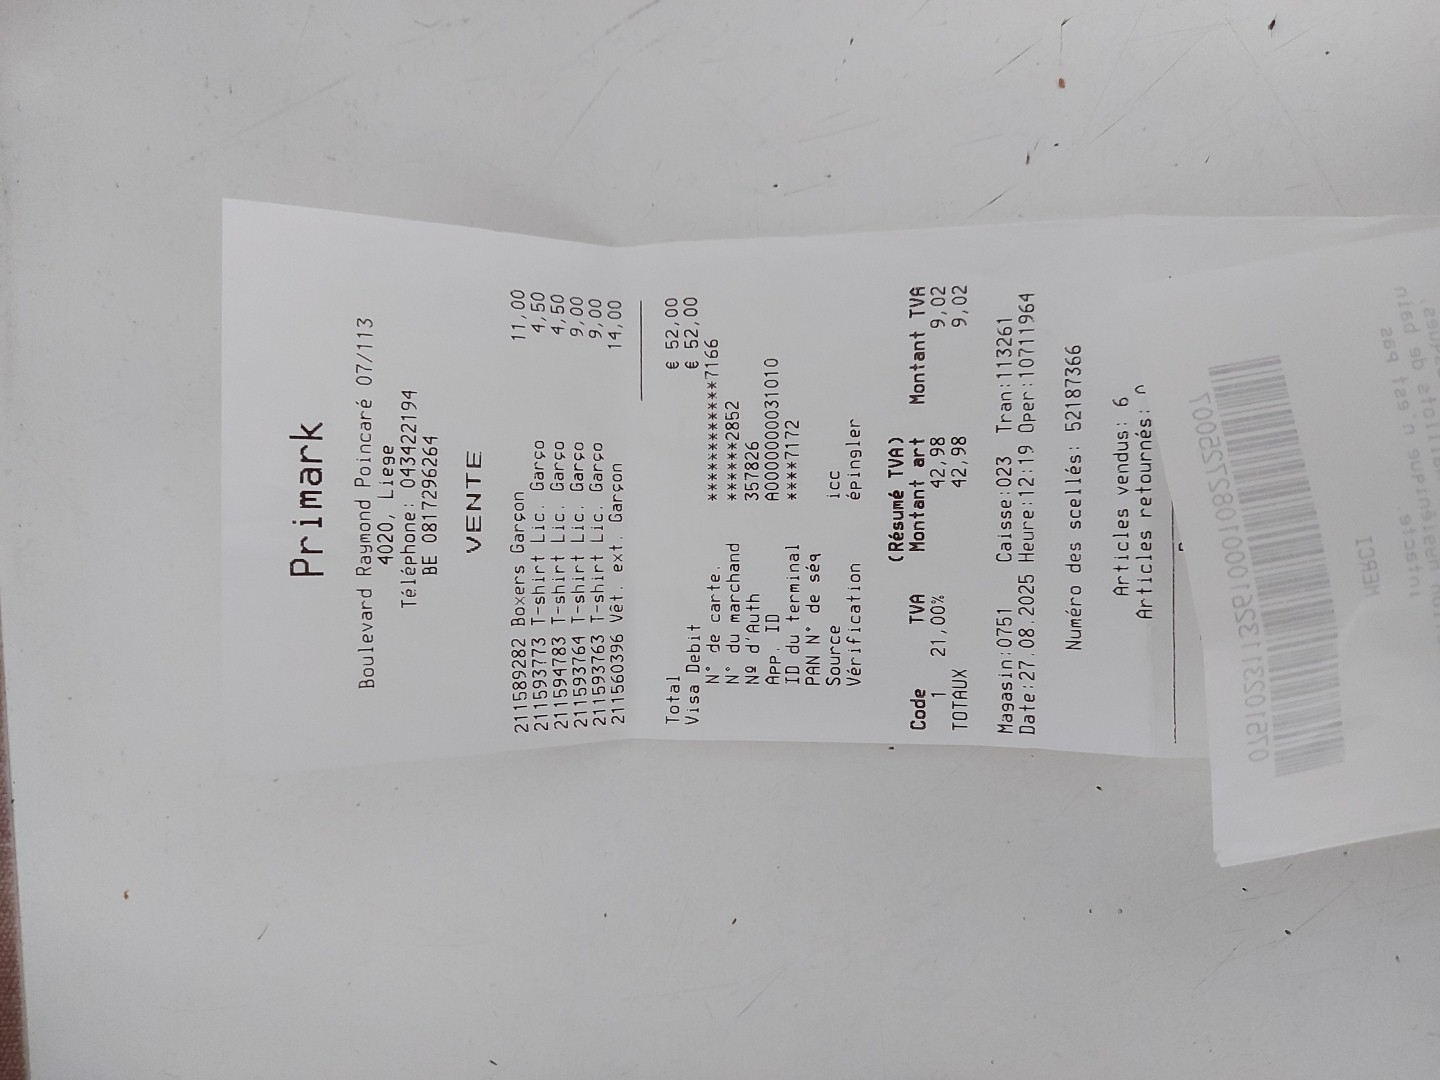 Primark
Boulevard Raymond Poincaré 07/113
4020, Liege
Téléphone: 043422194
BE 0817296264
VENTE
211589282 Boxers Garçon 11,00
211593773 T-shirt Lic. Garço 4,50
211594783 T-shirt Lic. Garço 4,50
211593764 T-shirt Lic. Garço 9,00
211593763 T-shirt Lic. Garço 9,00
211560396 Vêt. ext. Garçon 14,00
Total € 52,00
Visa Debit € 52,00
N° de carte. ************7166
N° du marchand ******2852
Nº d'Auth 357826
APP. ID A0000000031010
ID du terminal ****7172
PAN N° de séq
Source icc
Vérification épingler
(Résumé TVA)
Code TVA Montant art Montant TVA
1 21,00% 42,98 9,02
TOTAUX 42,98 9,02
Magasin:0751 Caisse:023 Tran:113261
Date:27.08.2025 Heure:12:19 Oper:10711964
Numéro des scellés: 52187366
Articles vendus: 6
Articles retournés:
07510231132610001082725007
MERCI